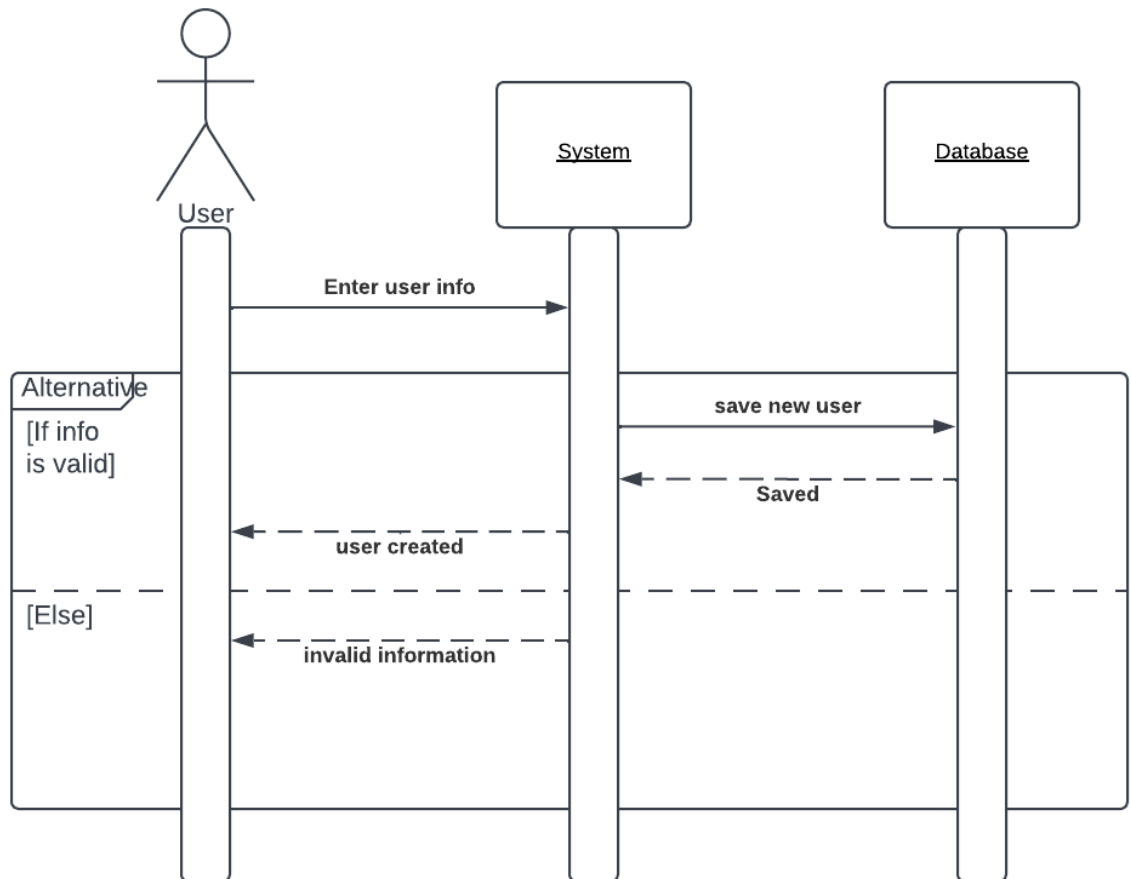 System
Database
User
Enter user info
Alternative
save new user
[If info
is valid]
Saved
user created
[Else]
invalid information